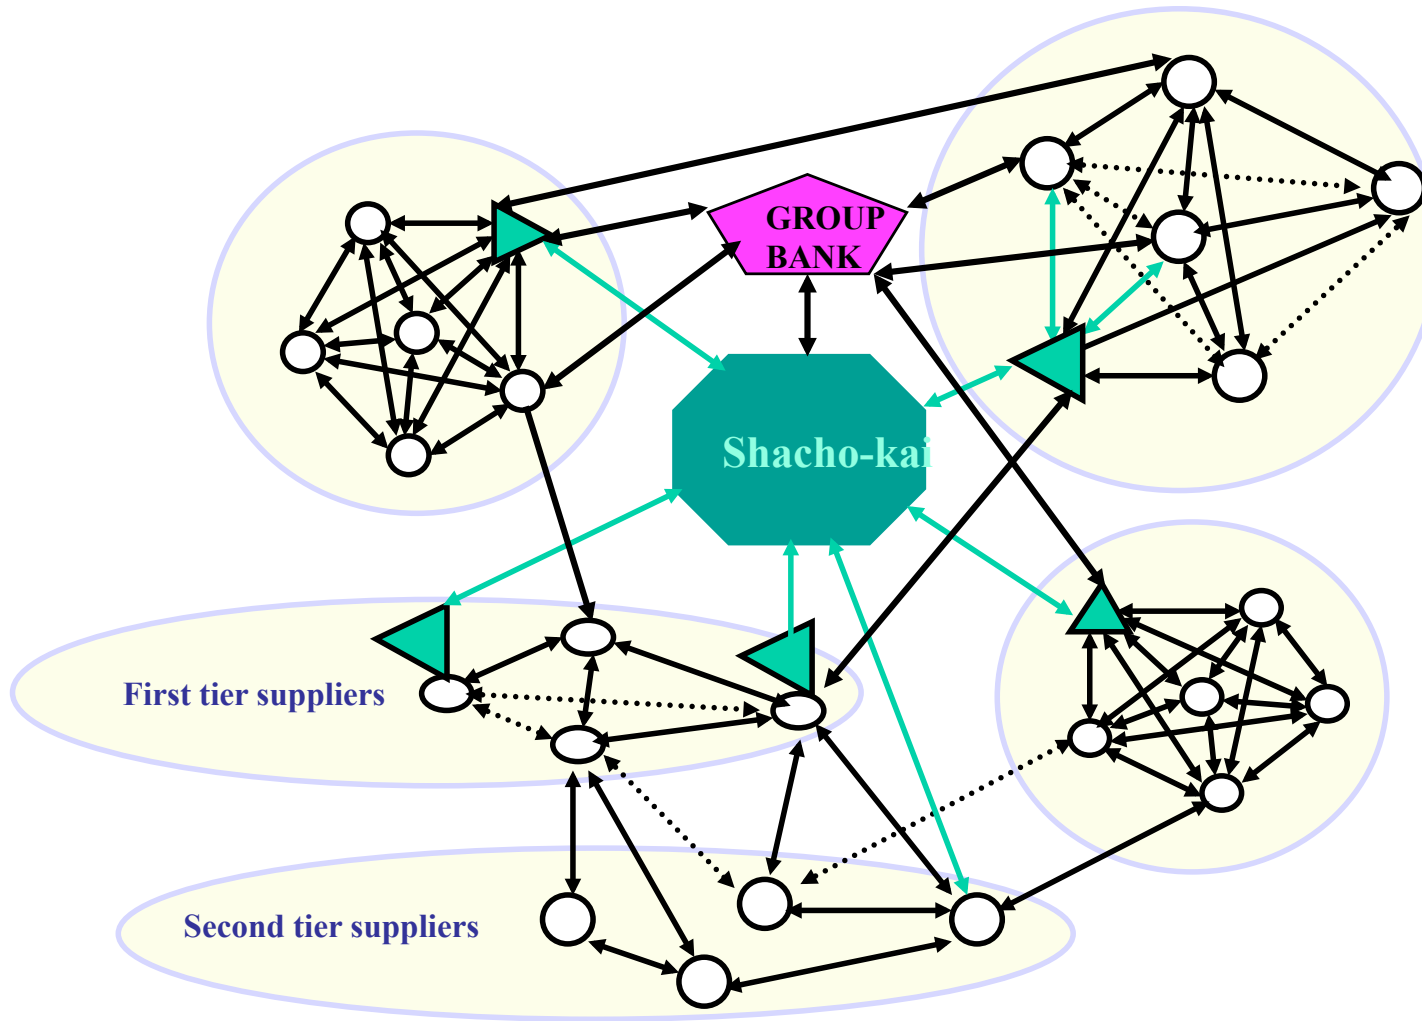 GROUP
BANK
Shacho-kai
First tier suppliers
Second tier suppliers